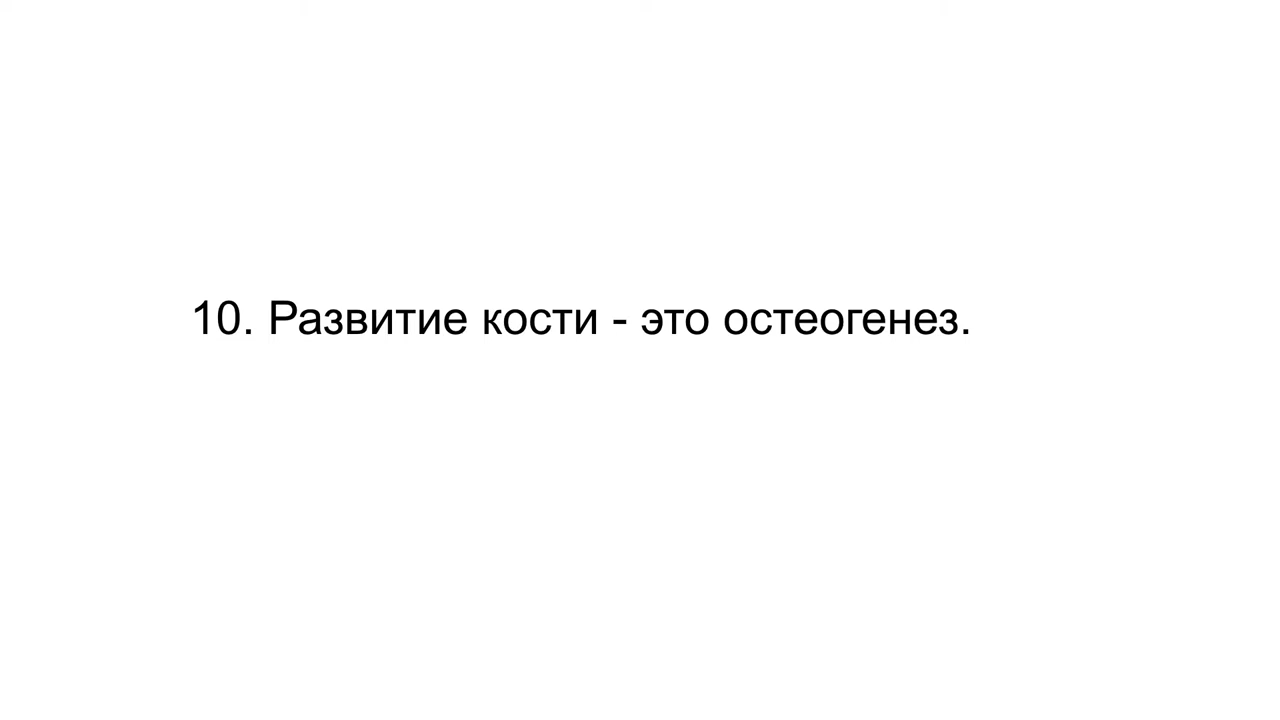 10. Развитие кости - это остеогенез.